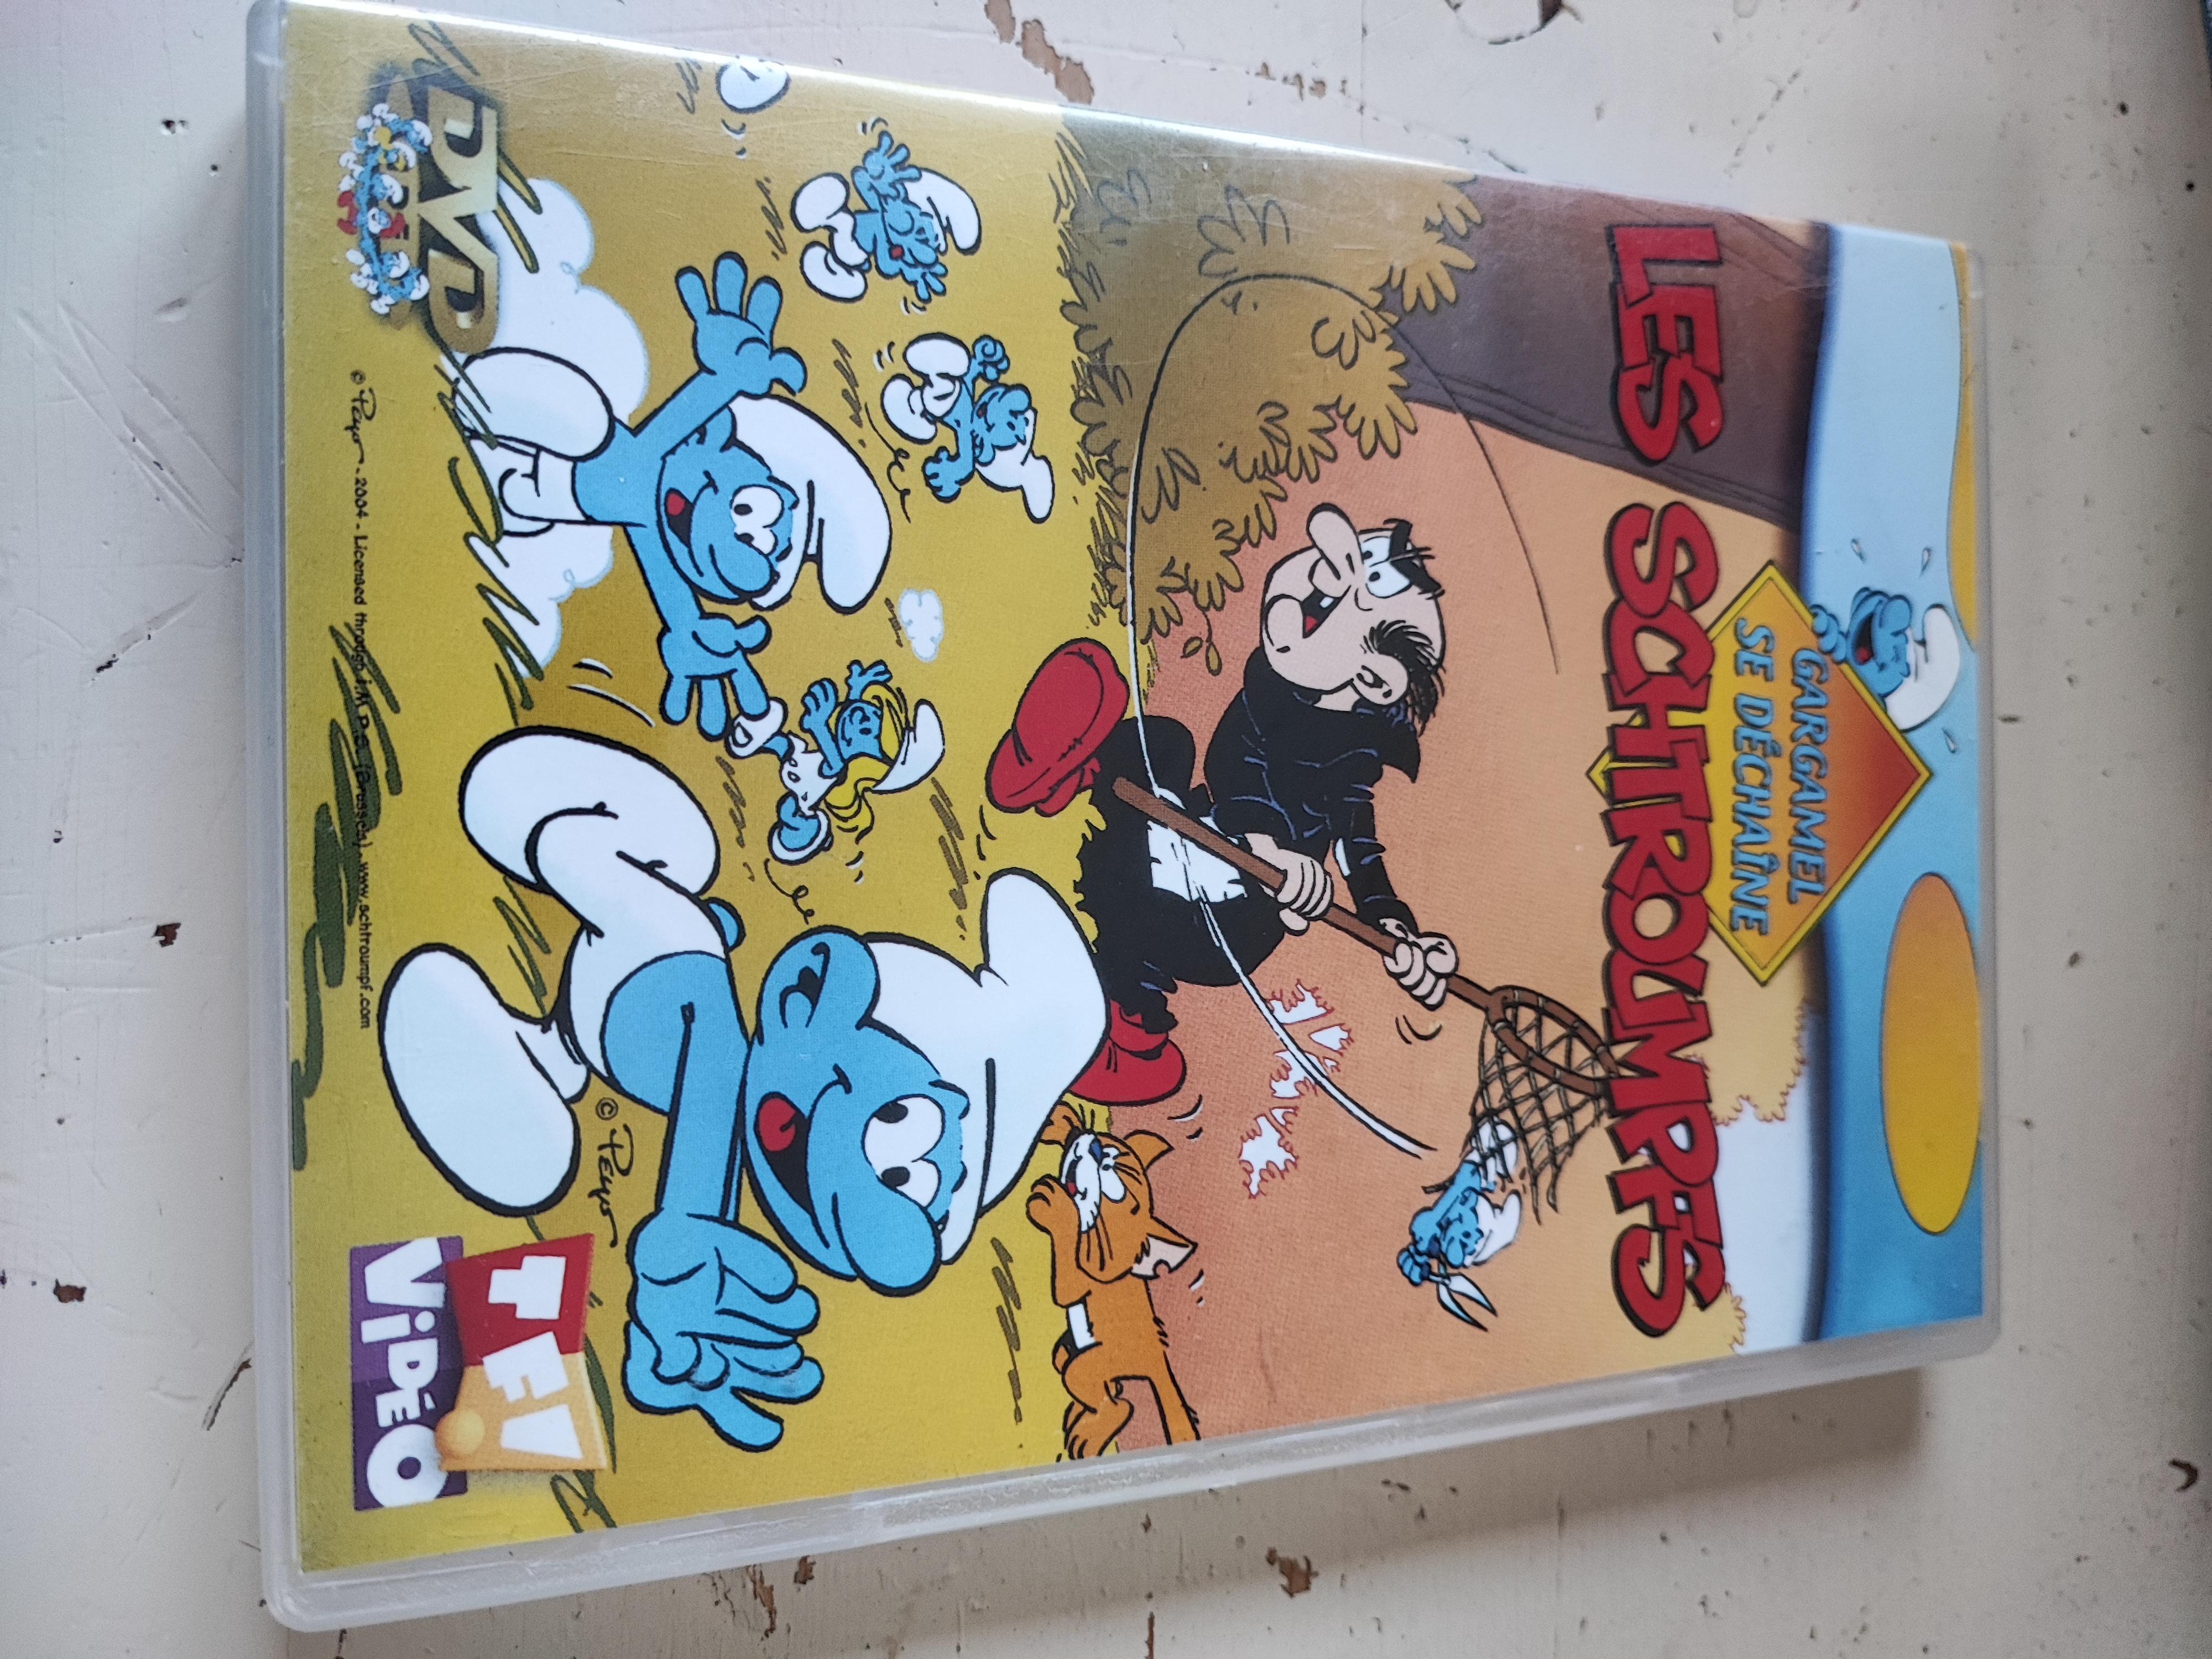 GARGAMEL
SE DÉCHAÎNE
LES SCHTROUMPFS
© Peyo
DVD
© Peyo - 2004 - Licensed through I.M.P.S. (Brussels) - www.schtroumpf.com
TF1
VIDÉO